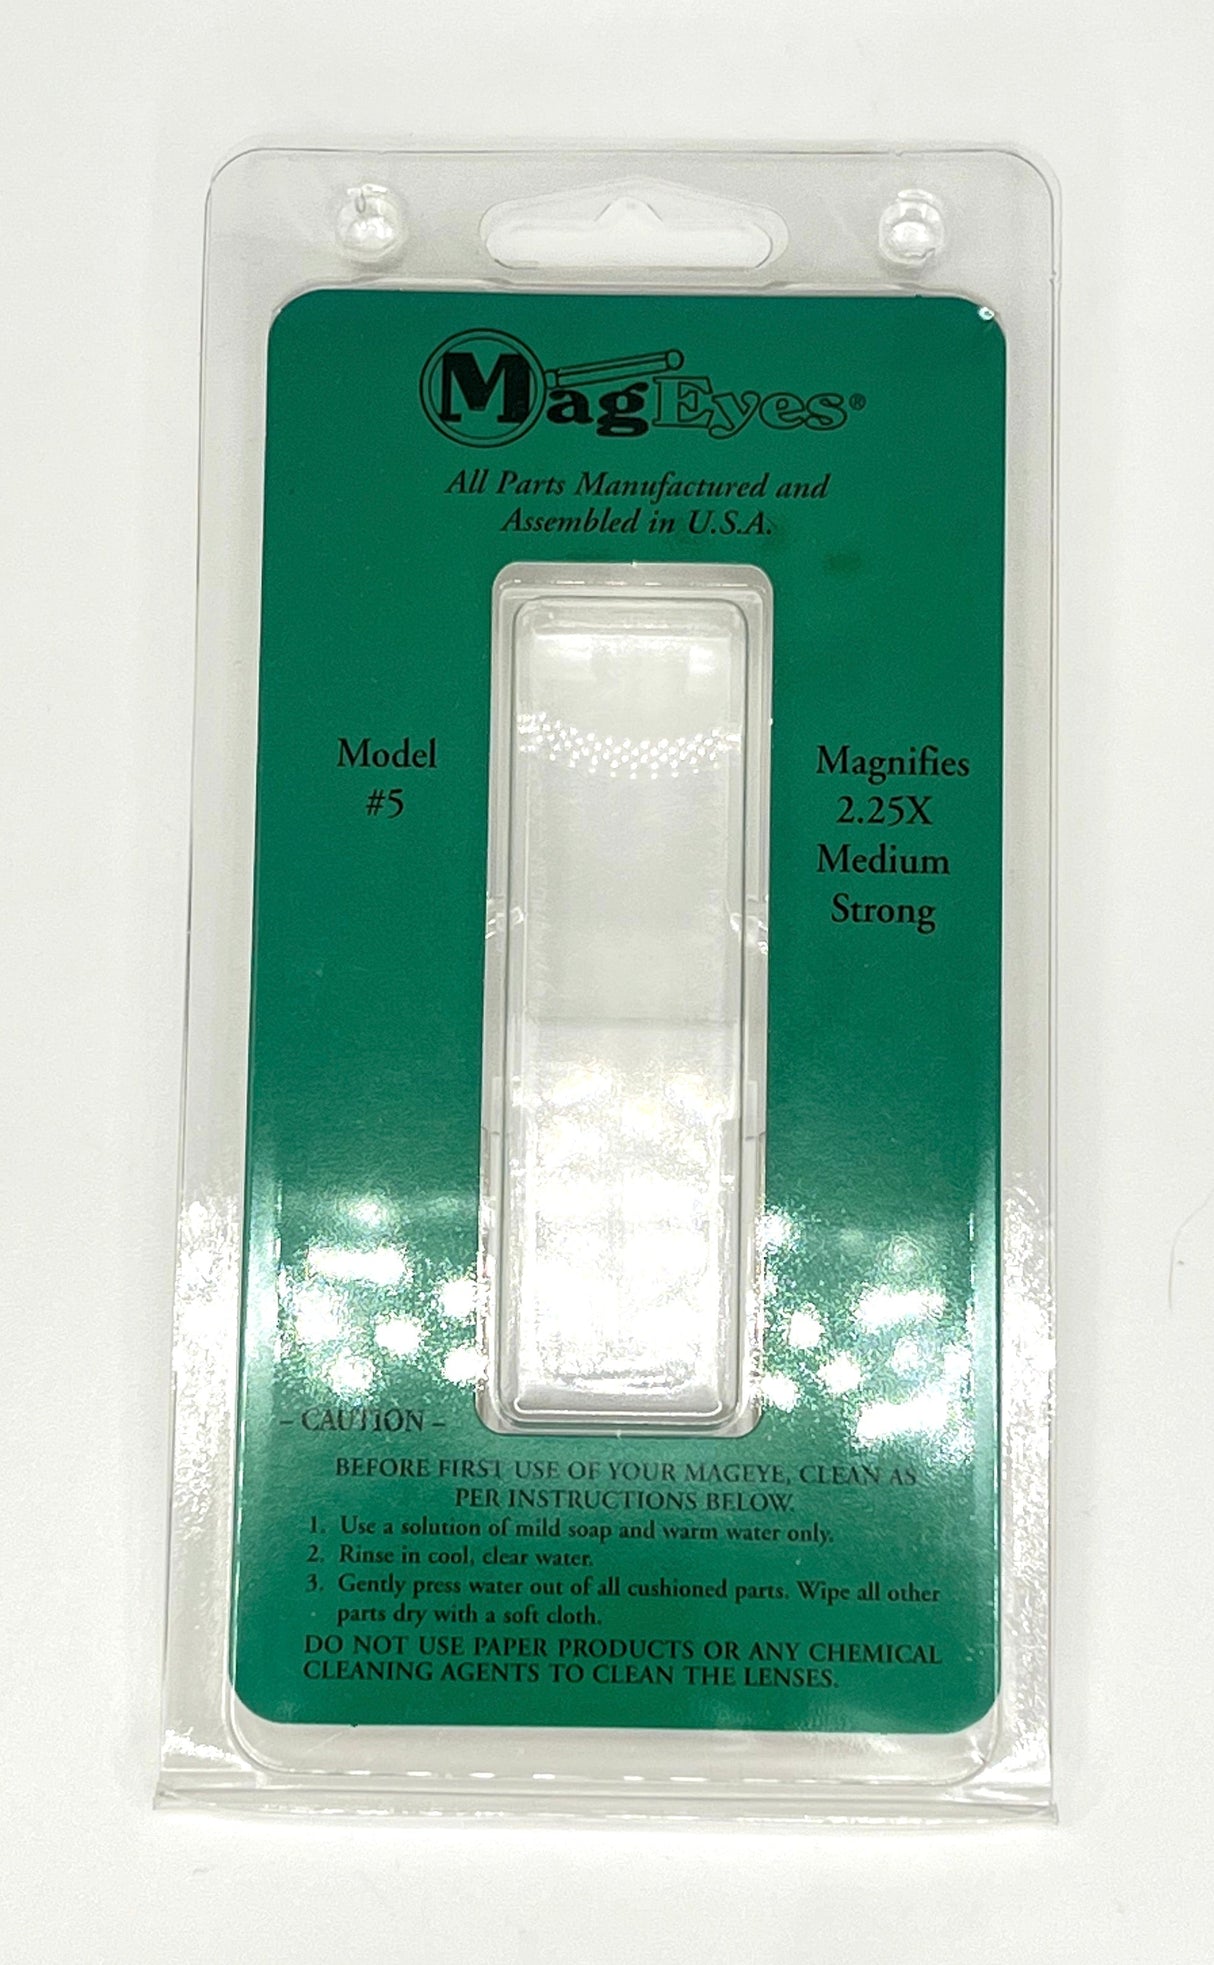 MagEyes®
All Parts Manufactured and
Assembled in U.S.A.
Model
#5
Magnifies
2.25X
Medium
Strong
– CAUTION –
BEFORE FIRST USE OF YOUR MAGEYE, CLEAN AS
PER INSTRUCTIONS BELOW.
1. Use a solution of mild soap and warm water only.
2. Rinse in cool, clear water.
3. Gently press water out of all cushioned parts. Wipe all other
parts dry with a soft cloth.
DO NOT USE PAPER PRODUCTS OR ANY CHEMICAL
CLEANING AGENTS TO CLEAN THE LENSES.